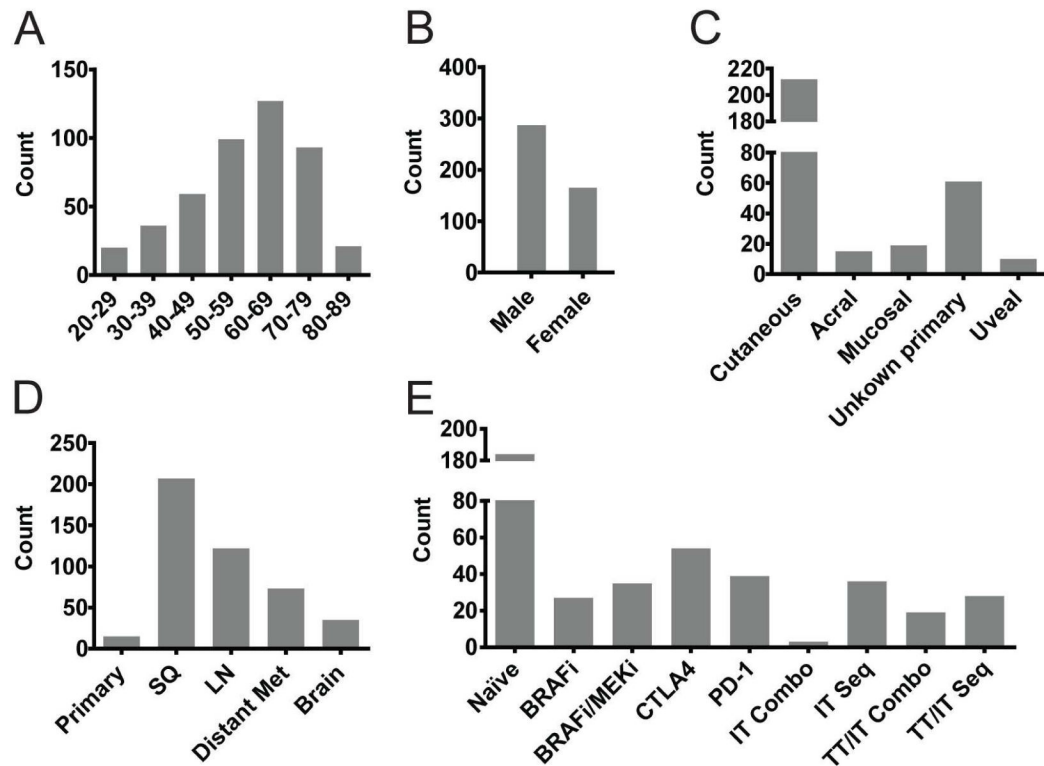 A
Count
150
100
50
0
20-29
30-39
40-49
50-59
60-69
70-79
80-89
B
Count
400
300
200
100
0
Male
Female
C
Count
220
200
180
80
60
40
20
0
Cutaneous
Acral
Mucosal
Unkown primary
Uveal
D
Count
250
200
150
100
50
0
Primary
SQ
LN
Distant Met
Brain
E
Count
200
180
80
60
40
20
0
Naïve
BRAFi
BRAFi/MEKi
CTLA4
PD-1
IT Combo
IT Seq
TT/IT Combo
TT/IT Seq